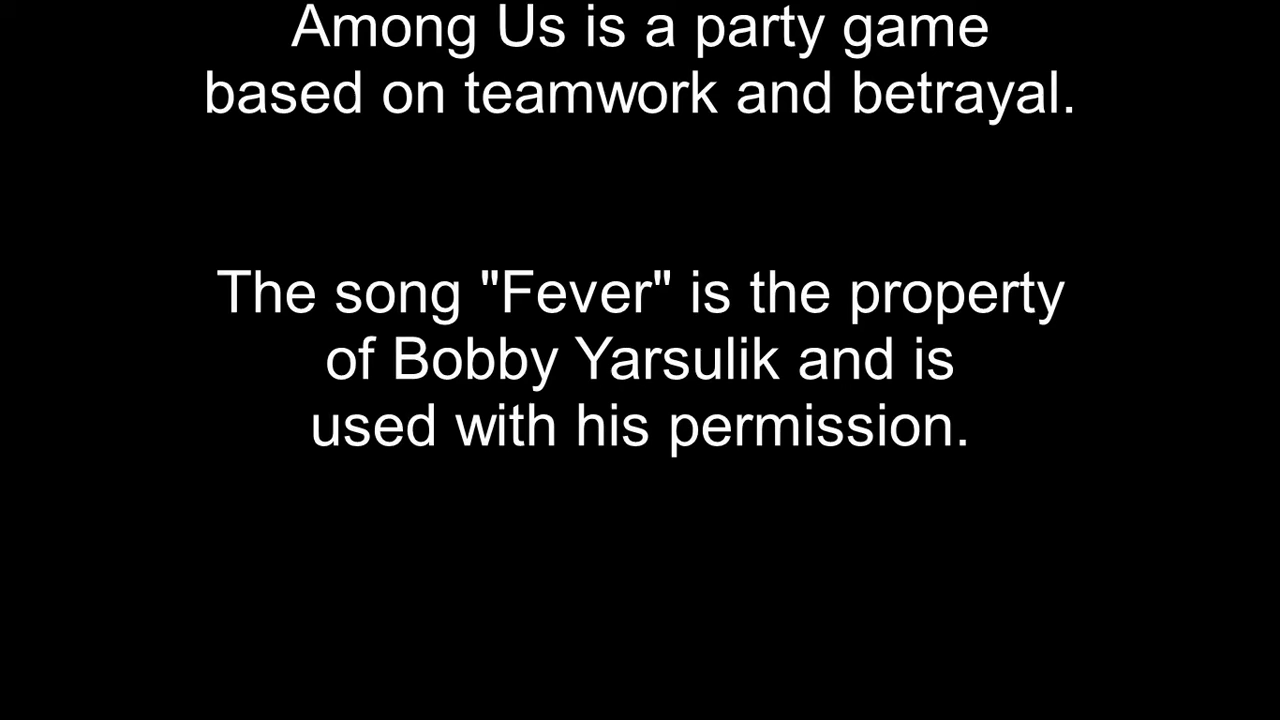 Among Us is a party game
based on teamwork and betrayal.
The song "Fever" is the property
of Bobby Yarsulik and is
used with his permission.